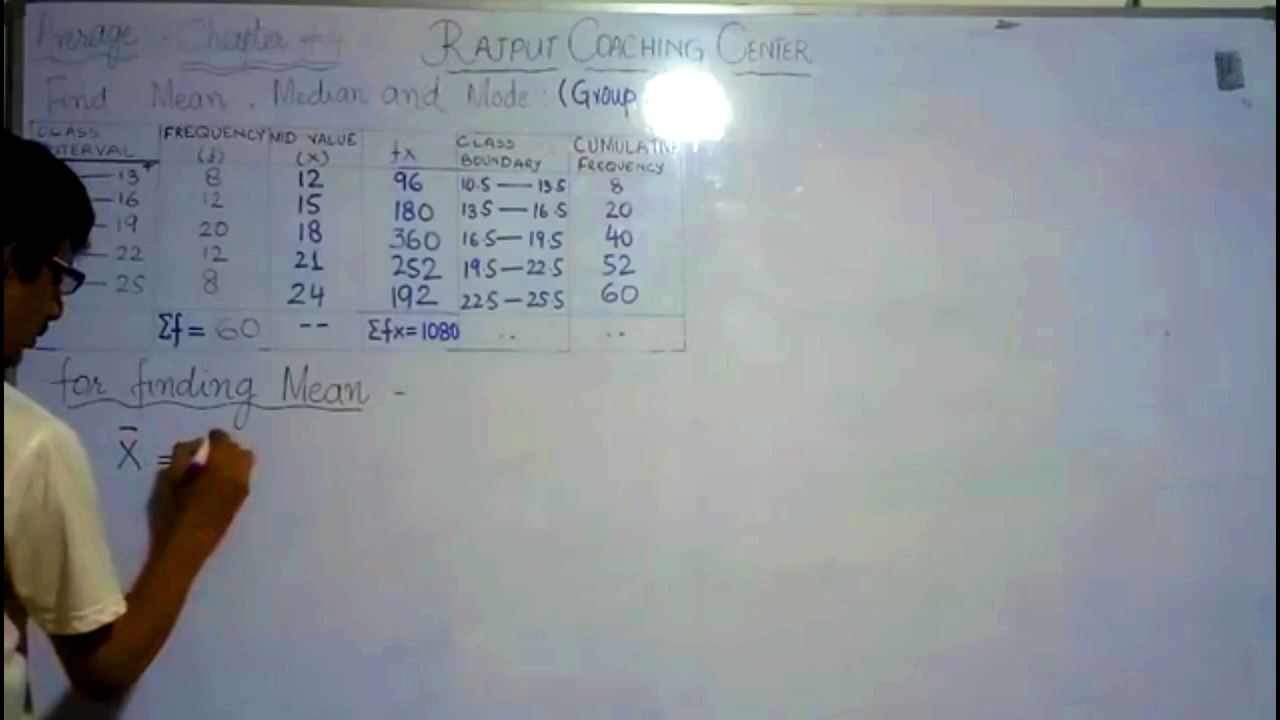 Average - Chapter #4 RAJPUT COACHING CENTER
Find Mean, Median and Mode: (Group
CLASS INTERVAL FREQUENCY (f) MID VALUE (x) fx CLASS BOUNDARY CUMULATIVE FREQUENCY
— 13 8 12 96 10.5 — 13.5 8
— 16 12 15 180 13.5 — 16.5 20
— 19 20 18 360 16.5 — 19.5 40
— 22 12 21 252 19.5 — 22.5 52
— 25 8 24 192 22.5 — 25.5 60
Σf = 60 -- Σfx = 1080 .. ..
for finding Mean -
X̄ =